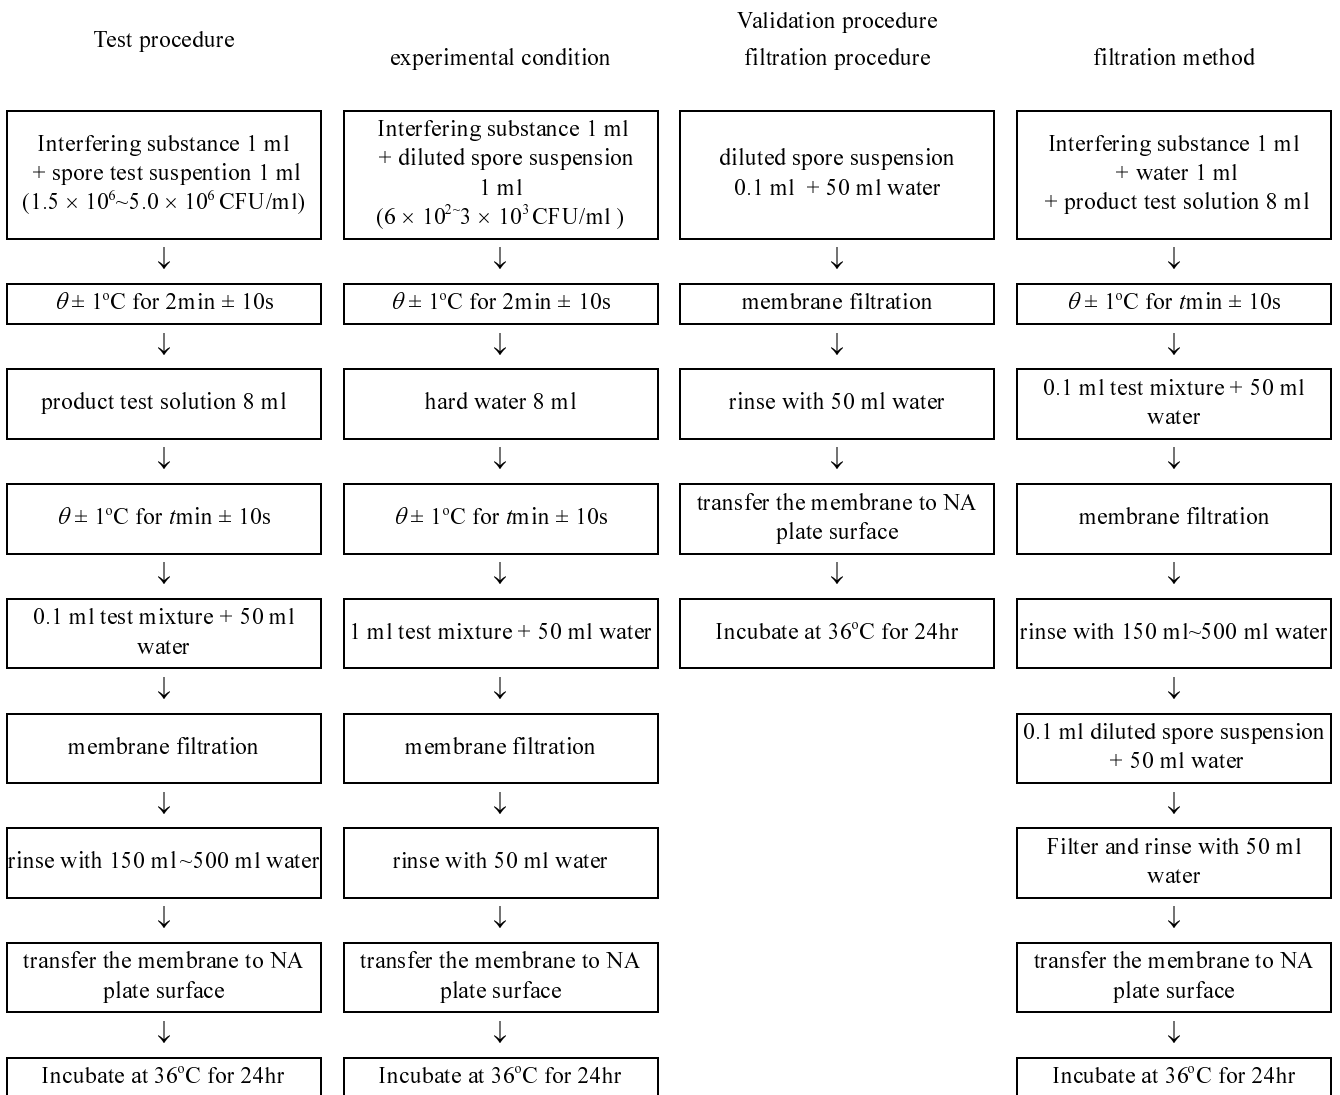 Test procedure
Validation procedure
experimental condition
filtration procedure
filtration method
Interfering substance 1 ml
+ spore test suspention 1 ml
(1.5 × 10⁶~5.0 × 10⁶ CFU/ml)
↓
θ ± 1°C for 2min ± 10s
↓
product test solution 8 ml
↓
θ ± 1°C for tmin ± 10s
↓
0.1 ml test mixture + 50 ml
water
↓
membrane filtration
↓
rinse with 150 ml~500 ml water
↓
transfer the membrane to NA
plate surface
↓
Incubate at 36°C for 24hr
Interfering substance 1 ml
+ diluted spore suspension
1 ml
(6 × 10²~3 × 10³ CFU/ml )
↓
θ ± 1°C for 2min ± 10s
↓
hard water 8 ml
↓
θ ± 1°C for tmin ± 10s
↓
1 ml test mixture + 50 ml water
↓
membrane filtration
↓
rinse with 50 ml water
↓
transfer the membrane to NA
plate surface
↓
Incubate at 36°C for 24hr
diluted spore suspension
0.1 ml + 50 ml water
↓
membrane filtration
↓
rinse with 50 ml water
↓
transfer the membrane to NA
plate surface
↓
Incubate at 36°C for 24hr
Interfering substance 1 ml
+ water 1 ml
+ product test solution 8 ml
↓
θ ± 1°C for tmin ± 10s
↓
0.1 ml test mixture + 50 ml
water
↓
membrane filtration
↓
rinse with 150 ml~500 ml water
↓
0.1 ml diluted spore suspension
+ 50 ml water
↓
Filter and rinse with 50 ml
water
↓
transfer the membrane to NA
plate surface
↓
Incubate at 36°C for 24hr